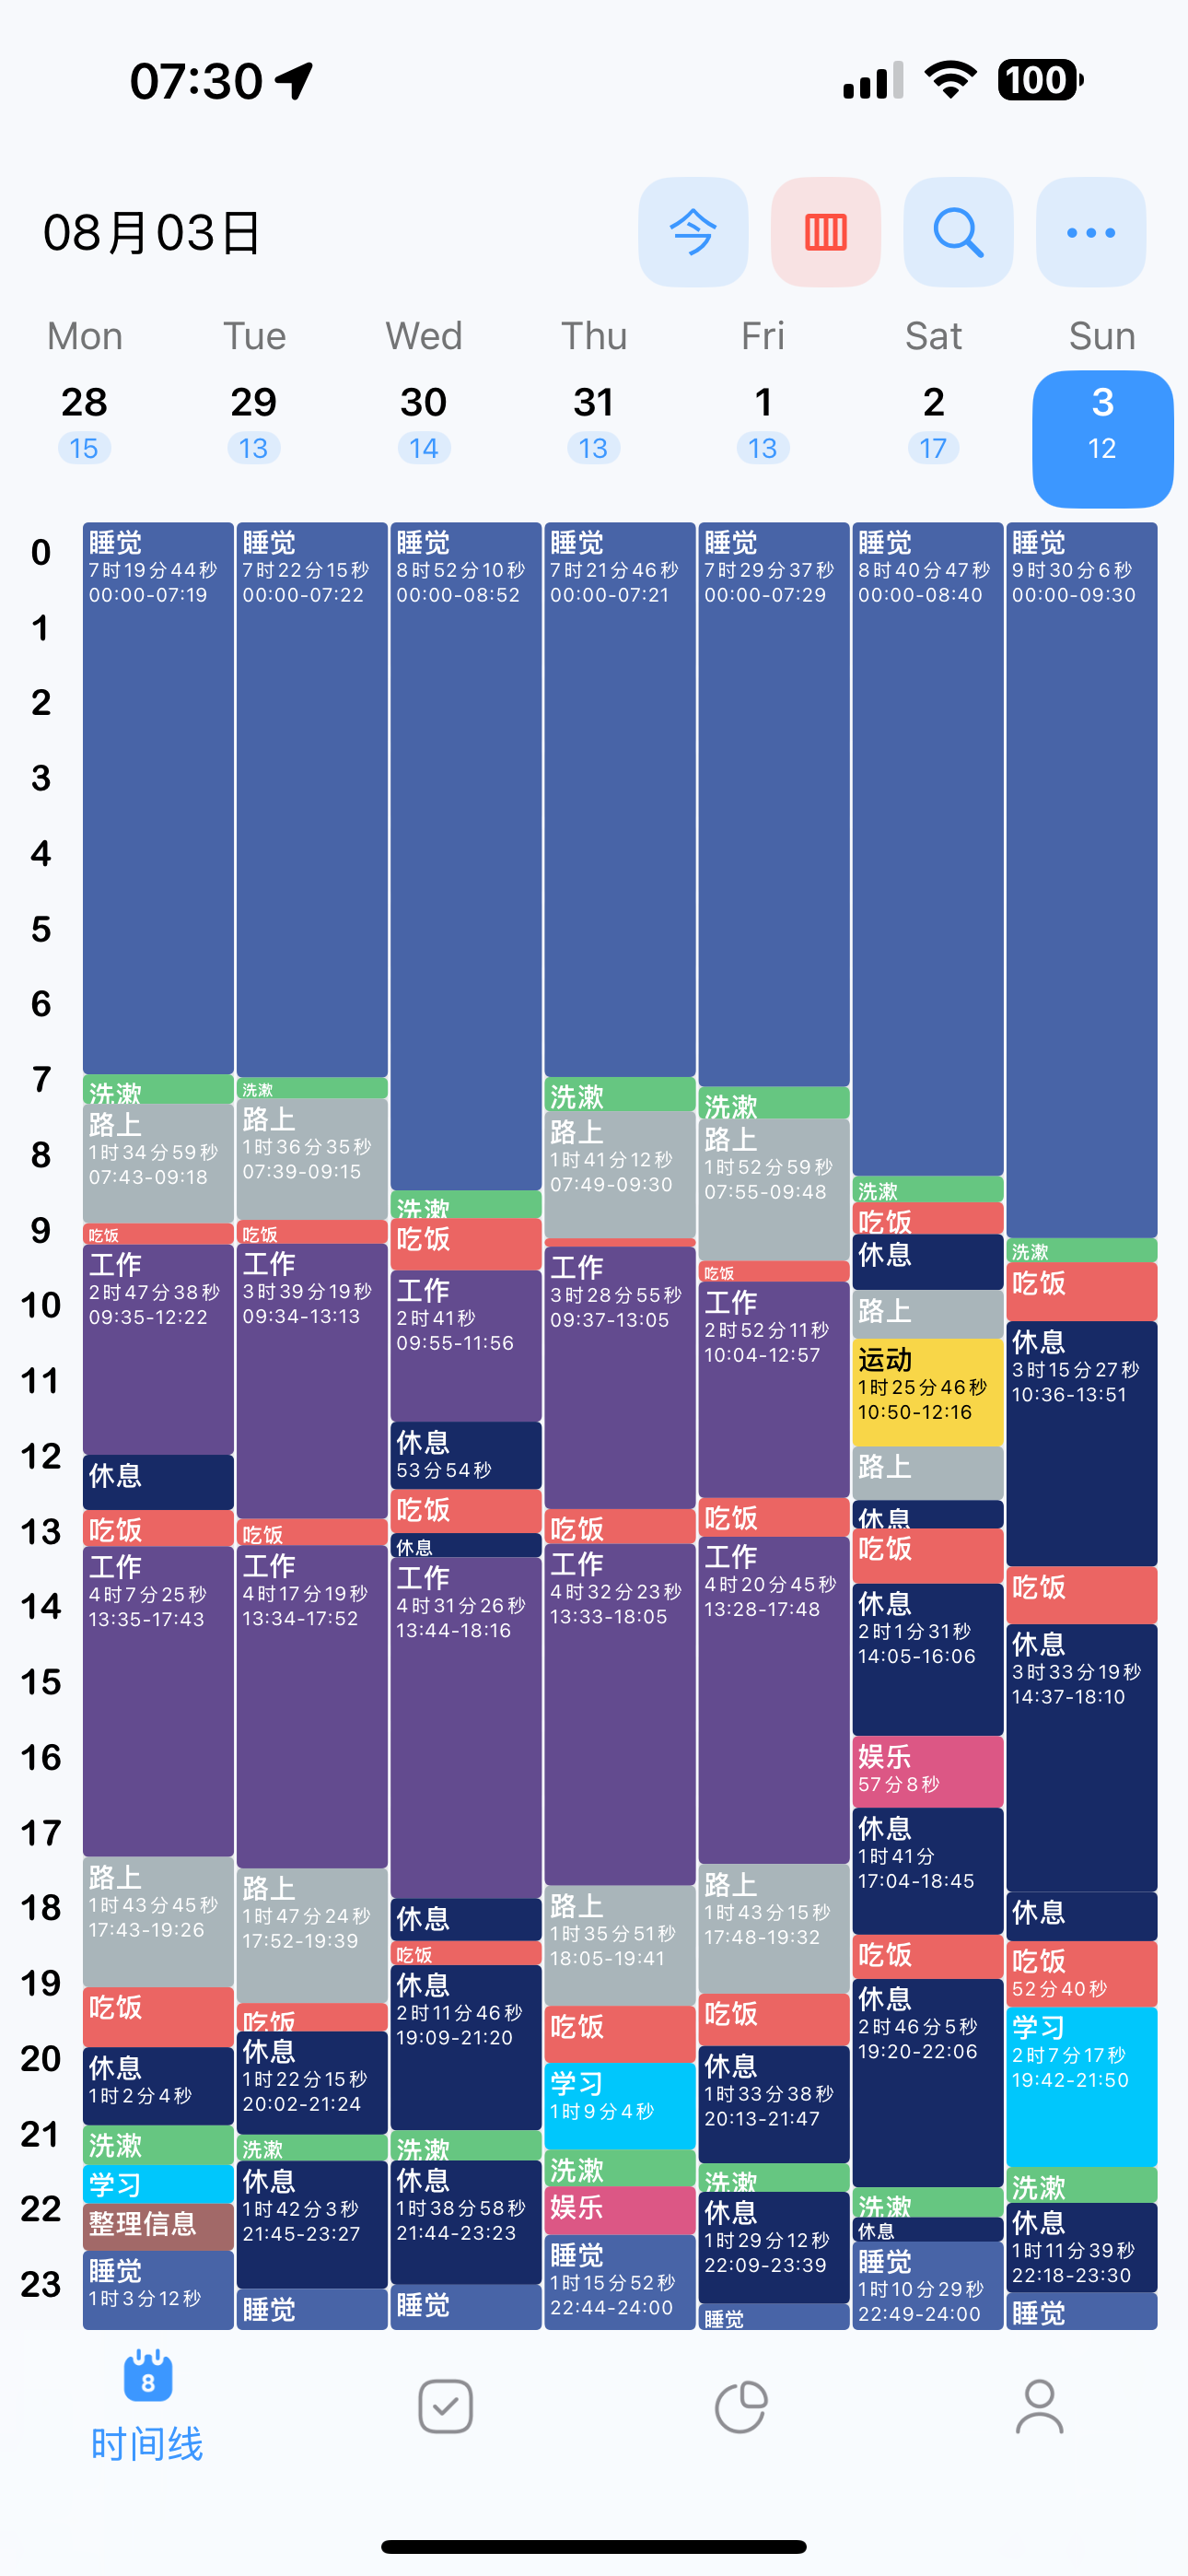 07:30
100
08月03日
今
Mon Tue Wed Thu Fri Sat Sun
28 29 30 31 1 2 3
15 13 14 13 13 17 12
0
1
2
3
4
5
6
7
8
9
10
11
12
13
14
15
16
17
18
19
20
21
22
23
睡觉
7时19分44秒
00:00-07:19
洗漱
路上
1时34分59秒
07:43-09:18
吃饭
工作
2时47分38秒
09:35-12:22
休息
吃饭
工作
4时7分25秒
13:35-17:43
路上
1时43分45秒
17:43-19:26
吃饭
休息
1时2分4秒
洗漱
学习
整理信息
睡觉
1时3分12秒
睡觉
7时22分15秒
00:00-07:22
洗漱
路上
1时36分35秒
07:39-09:15
吃饭
工作
3时39分19秒
09:34-13:13
吃饭
工作
4时17分19秒
13:34-17:52
路上
1时47分24秒
17:52-19:39
吃饭
休息
1时22分15秒
20:02-21:24
洗漱
休息
1时42分3秒
21:45-23:27
睡觉
睡觉
8时52分10秒
00:00-08:52
洗漱
吃饭
工作
2时41秒
09:55-11:56
休息
53分54秒
吃饭
休息
工作
4时31分26秒
13:44-18:16
休息
吃饭
休息
2时11分46秒
19:09-21:20
洗漱
休息
1时38分58秒
21:44-23:23
睡觉
睡觉
7时21分46秒
00:00-07:21
洗漱
路上
1时41分12秒
07:49-09:30
工作
3时28分55秒
09:37-13:05
吃饭
工作
4时32分23秒
13:33-18:05
路上
1时35分51秒
18:05-19:41
吃饭
学习
1时9分4秒
洗漱
娱乐
睡觉
1时15分52秒
22:44-24:00
睡觉
7时29分37秒
00:00-07:29
洗漱
路上
1时52分59秒
07:55-09:48
吃饭
工作
2时52分11秒
10:04-12:57
吃饭
工作
4时20分45秒
13:28-17:48
路上
1时43分15秒
17:48-19:32
吃饭
休息
1时33分38秒
20:13-21:47
洗漱
休息
1时29分12秒
22:09-23:39
睡觉
睡觉
8时40分47秒
00:00-08:40
洗漱
吃饭
休息
路上
运动
1时25分46秒
10:50-12:16
路上
休息
吃饭
休息
2时1分31秒
14:05-16:06
娱乐
57分8秒
休息
1时41分
17:04-18:45
吃饭
休息
2时46分5秒
19:20-22:06
洗漱
休息
睡觉
1时10分29秒
22:49-24:00
睡觉
9时30分6秒
00:00-09:30
洗漱
吃饭
休息
3时15分27秒
10:36-13:51
吃饭
休息
3时33分19秒
14:37-18:10
休息
吃饭
52分40秒
学习
2时7分17秒
19:42-21:50
洗漱
休息
1时11分39秒
22:18-23:30
睡觉
8
时间线